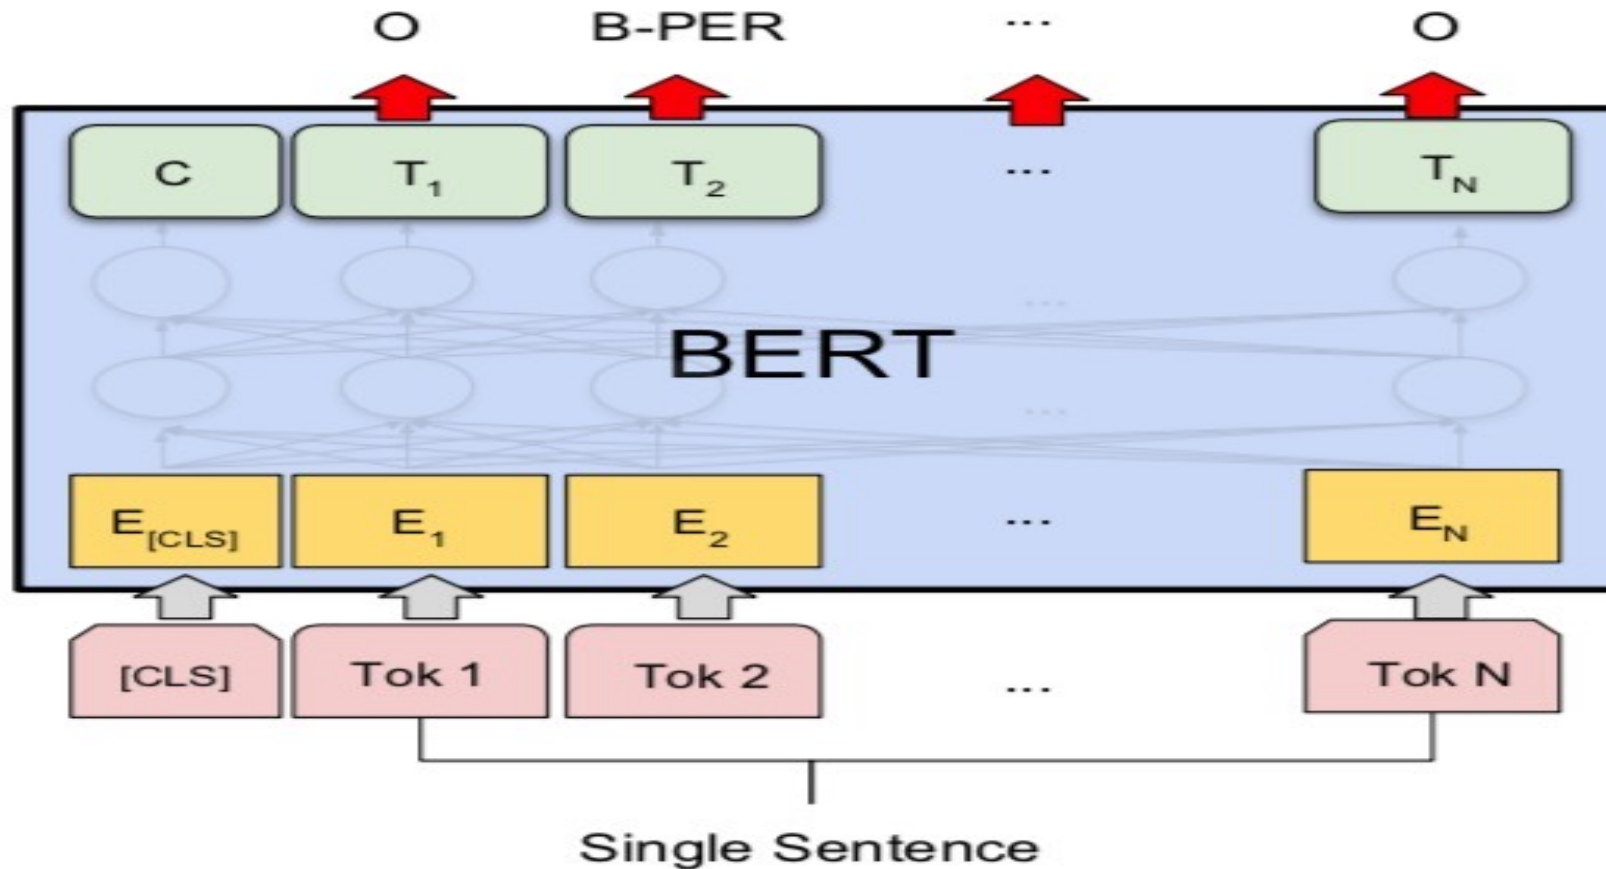 O B-PER ... O
C T1 T2 ... TN
...
BERT
...
E[CLS] E1 E2 ... EN
[CLS] Tok 1 Tok 2 ... Tok N
Single Sentence